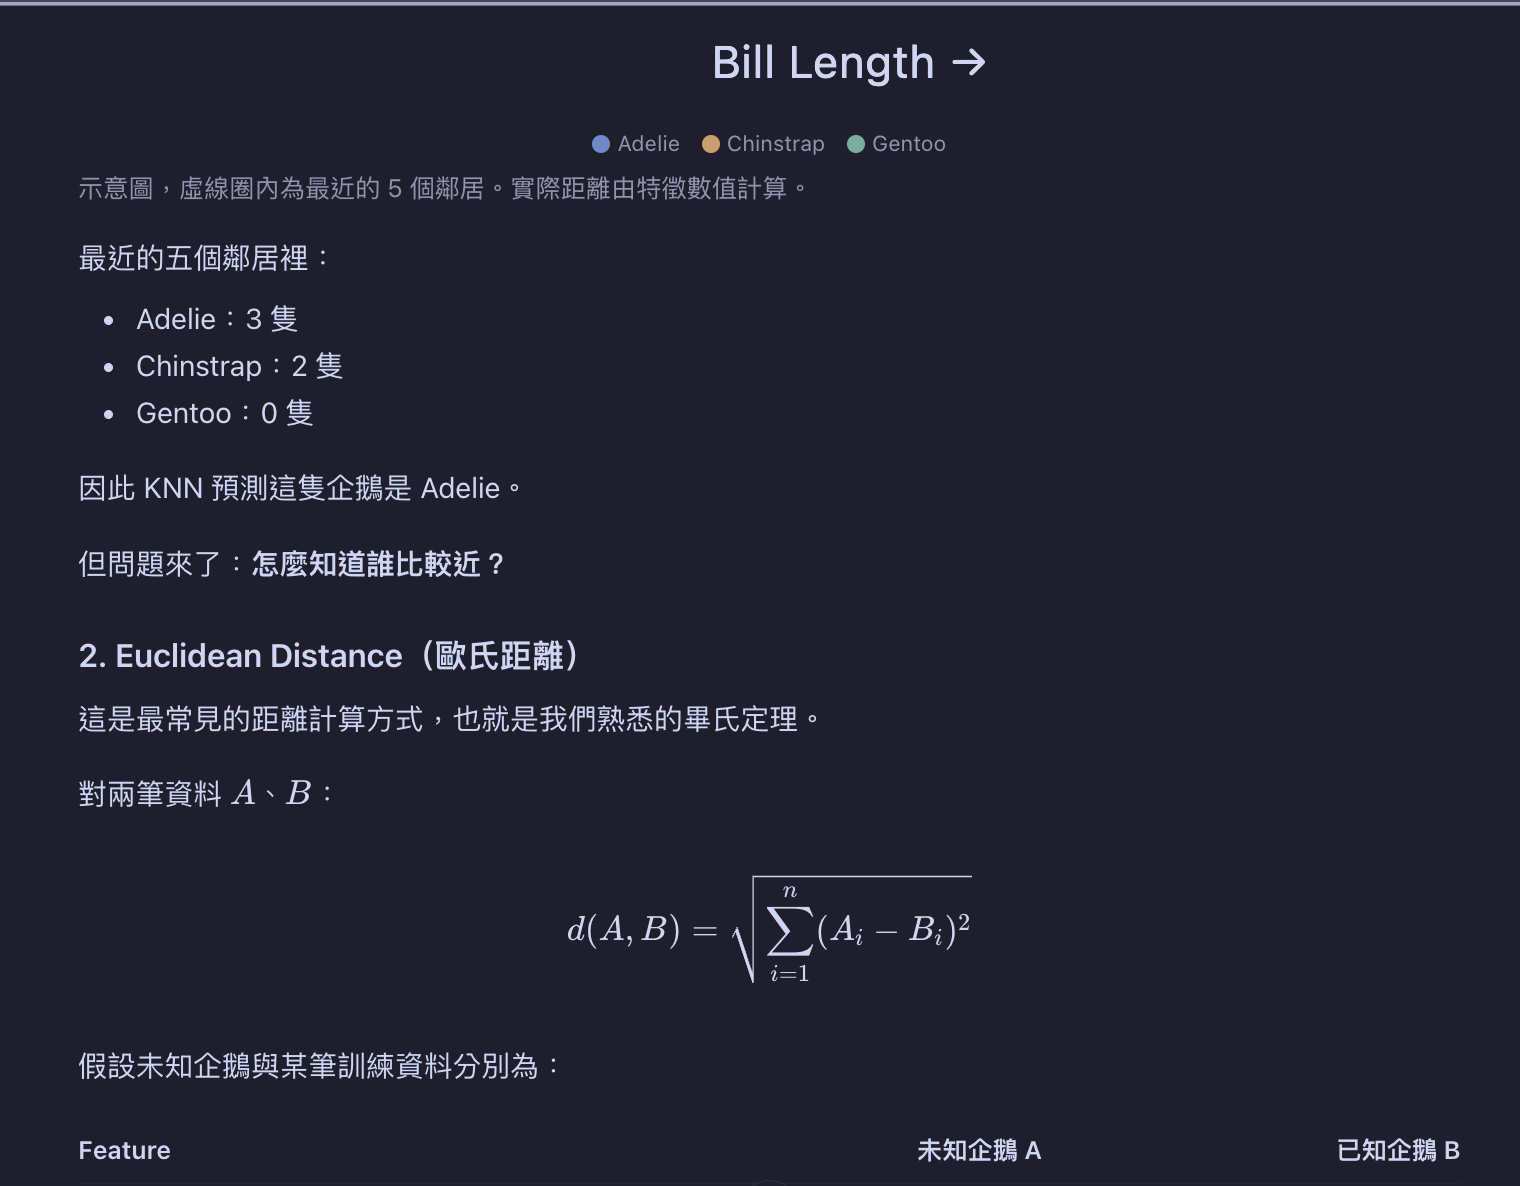 Bill Length →
Adelie Chinstrap Gentoo
示意圖，虛線圈內為最近的 5 個鄰居。實際距離由特徵數值計算。
最近的五個鄰居裡：
• Adelie：3 隻
• Chinstrap：2 隻
• Gentoo：0 隻
因此 KNN 預測這隻企鵝是 Adelie。
但問題來了：怎麼知道誰比較近？
2. Euclidean Distance（歐氏距離）
這是最常見的距離計算方式，也就是我們熟悉的畢氏定理。
對兩筆資料 A、B：
d(A, B) = √∑_{i=1}^{n}(A_i − B_i)^2
假設未知企鵝與某筆訓練資料分別為：
Feature 未知企鵝 A 已知企鵝 B